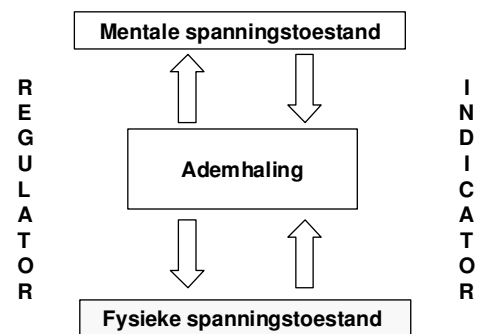 Mentale spanningstoestand
REGULATOR
Ademhaling
INDICATOR
Fysieke spanningstoestand